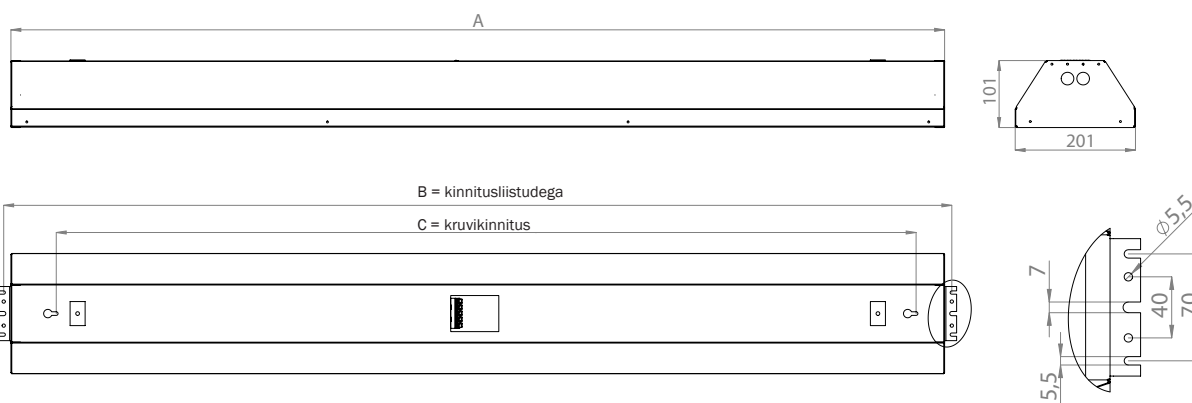 A
101
201
B = kinnitusliistudega
C = kruvikinnitus
∅5,5
7
40
70
5,5